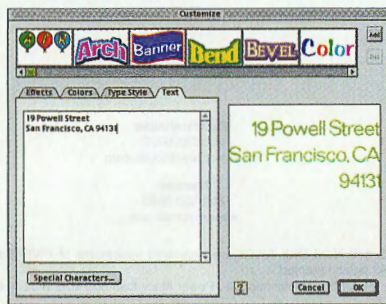 Customize
AIR
Arch
Banner
Bend
BEVEL
Color
Add
Effects
Colors
Type Style
Text
19 Powell Street
San Francisco, CA 94131
19 Powell Street
San Francisco, CA
94131
Special Characters...
?
Cancel
OK